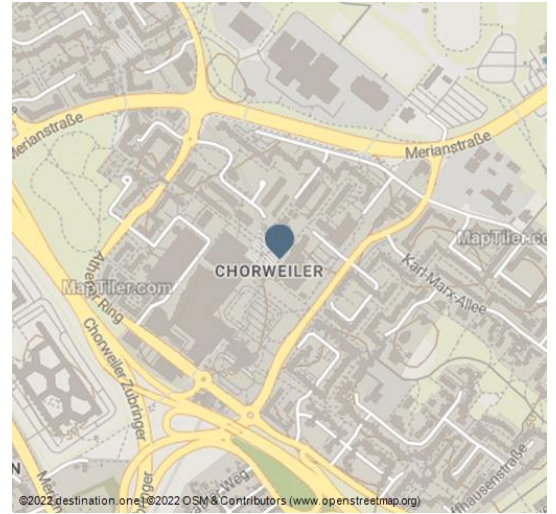 Merianstraße
Merianstraße
MapTiler.com
CHORWEILER
Karl-Marx-Allee
MapTiler.com
Athener Ring
Chorweiler Zubringer
©2022 destination.one | ©2022 OSM & Contributors (www.openstreetmap.org)